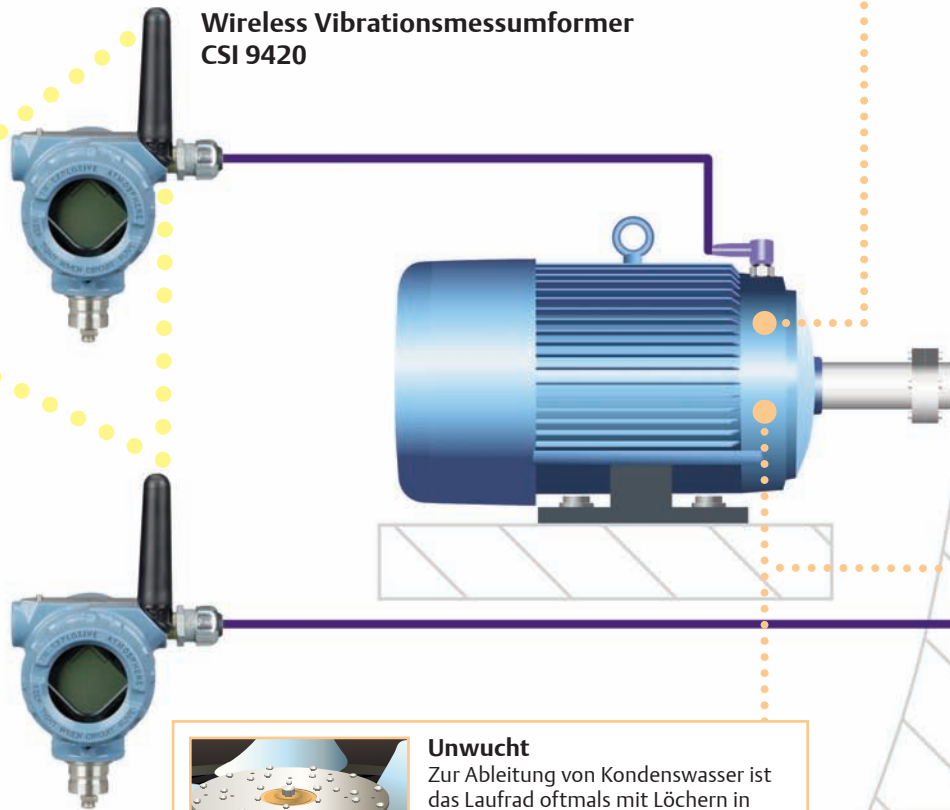 Wireless Vibrationsmessumformer
CSI 9420
Unwucht
Zur Ableitung von Kondenswasser ist
das Laufrad oftmals mit Löchern in